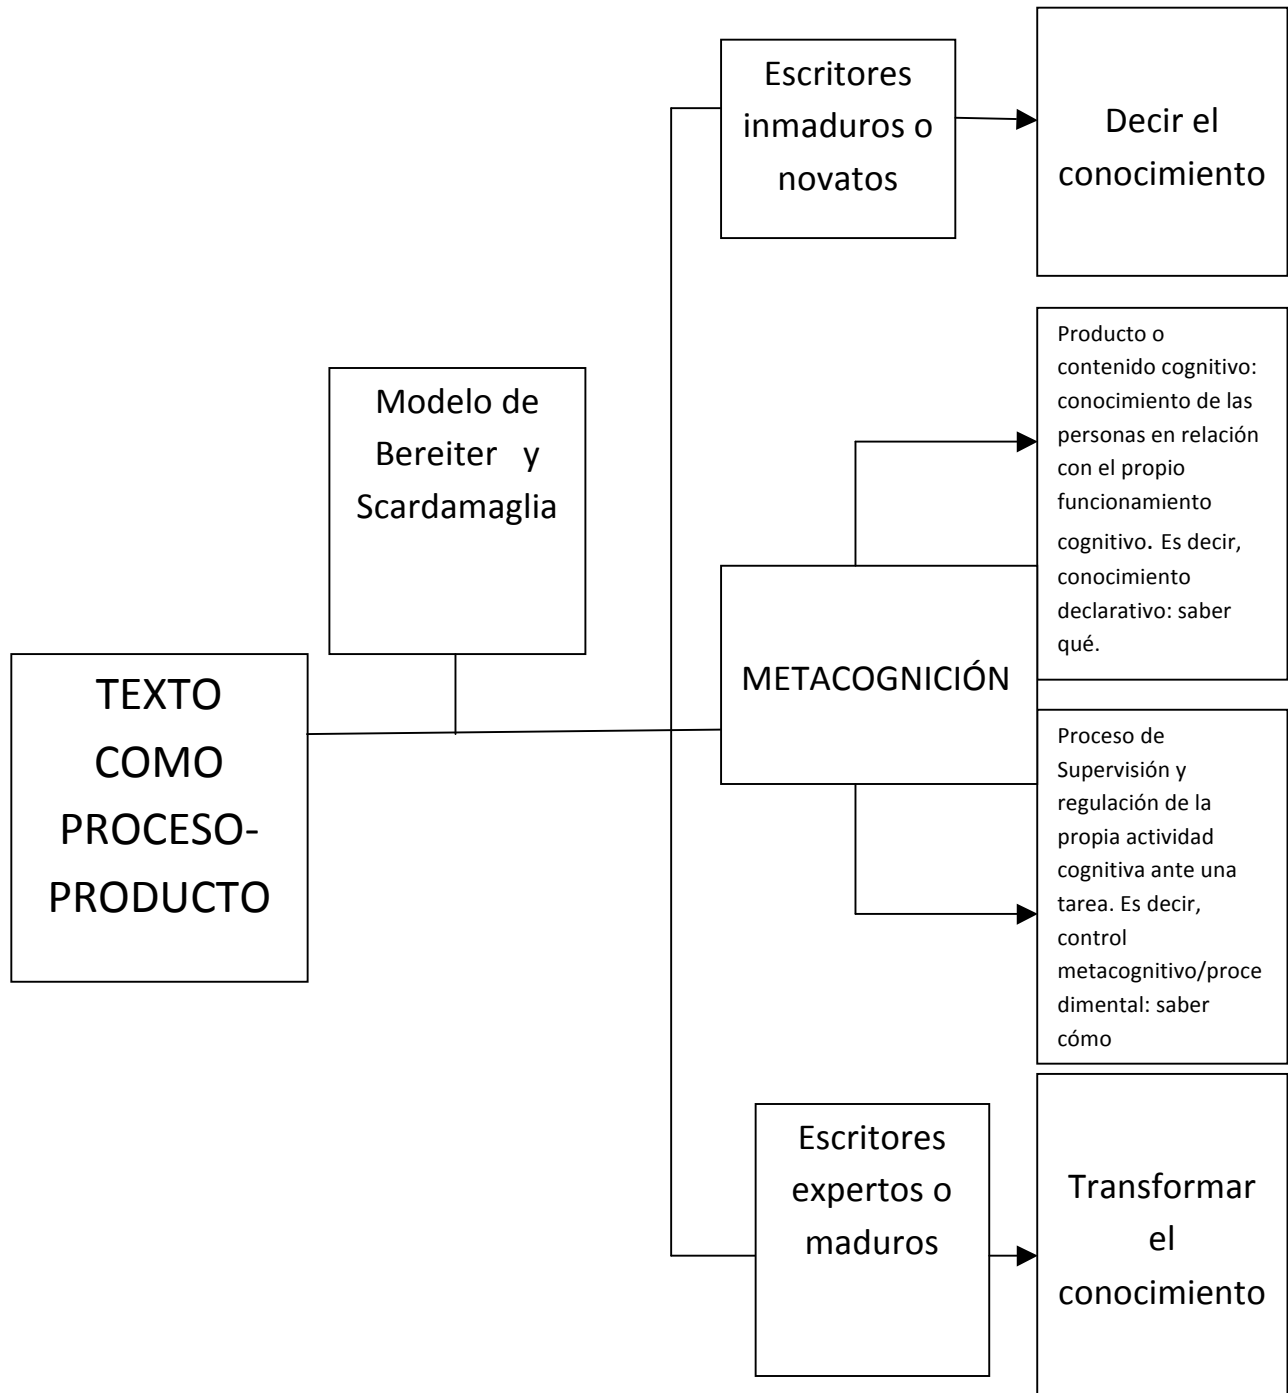 Escritores
inmaduros o
novatos
Decir el
conocimiento
Producto o
contenido cognitivo:
conocimiento de las
personas en relación
con el propio
funcionamiento
cognitivo. Es decir,
conocimiento
declarativo: saber
qué.
Modelo de
Bereiter y
Scardamaglia
METACOGNICIÓN
TEXTO
COMO
PROCESO-
PRODUCTO
Proceso de
Supervisión y
regulación de la
propia actividad
cognitiva ante una
tarea. Es decir,
control
metacognitivo/proce
dimental: saber
cómo
Escritores
expertos o
maduros
Transformar
el
conocimiento